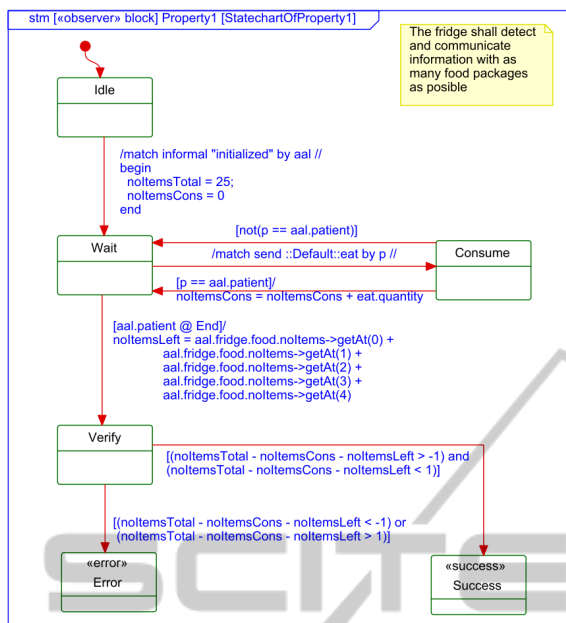 stm [«observer» block] Property1 [StatechartOfProperty1]
The fridge shall detect
and communicate
information with as
many food packages
as posible
Idle
/match informal "initialized" by aal //
begin
noItemsTotal = 25;
noItemsCons = 0
end
[not(p == aal.patient)]
Wait
/match send ::Default::eat by p //
Consume
[p == aal.patient]/
noItemsCons = noItemsCons + eat.quantity
[aal.patient @ End]/
noItemsLeft = aal.fridge.food.noItems->getAt(0) +
aal.fridge.food.noItems->getAt(1) +
aal.fridge.food.noItems->getAt(2) +
aal.fridge.food.noItems->getAt(3) +
aal.fridge.food.noItems->getAt(4)
Verify
[(noItemsTotal - noItemsCons - noItemsLeft > -1) and
(noItemsTotal - noItemsCons - noItemsLeft < 1)]
[(noItemsTotal - noItemsCons - noItemsLeft < -1) or
(noItemsTotal - noItemsCons - noItemsLeft > 1)]
«error»
Error
«success»
Success
SCITE